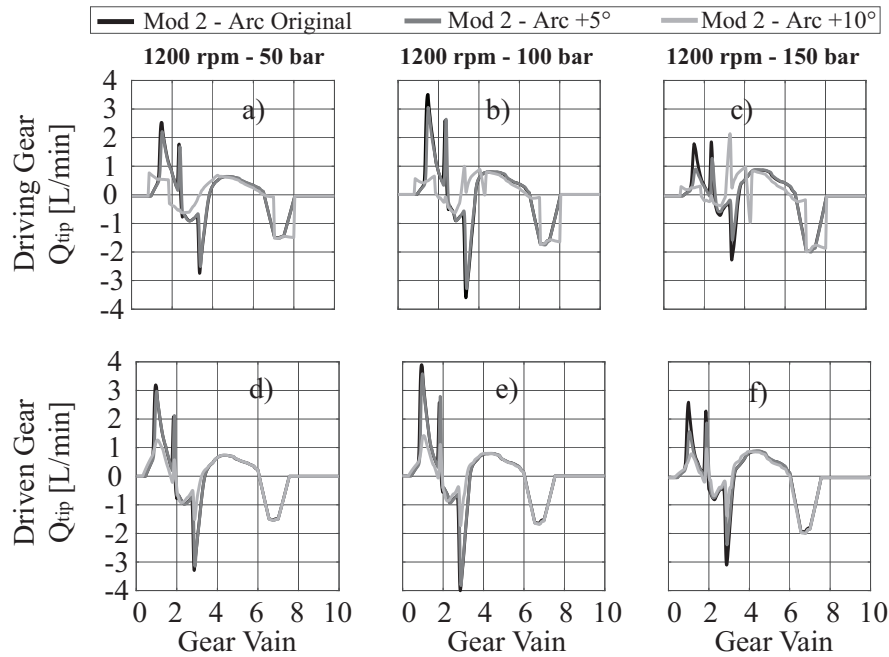 Mod 2 - Arc Original Mod 2 - Arc +5° Mod 2 - Arc +10°
1200 rpm - 50 bar 1200 rpm - 100 bar 1200 rpm - 150 bar
Driving Gear
Qtip [L/min]
4
3
2
1
0
-1
-2
-3
-4
a) b) c)
Driven Gear
Qtip [L/min]
4
3
2
1
0
-1
-2
-3
-4
d) e) f)
0 2 4 6 8 10 0 2 4 6 8 10 0 2 4 6 8 10
Gear Vain Gear Vain Gear Vain